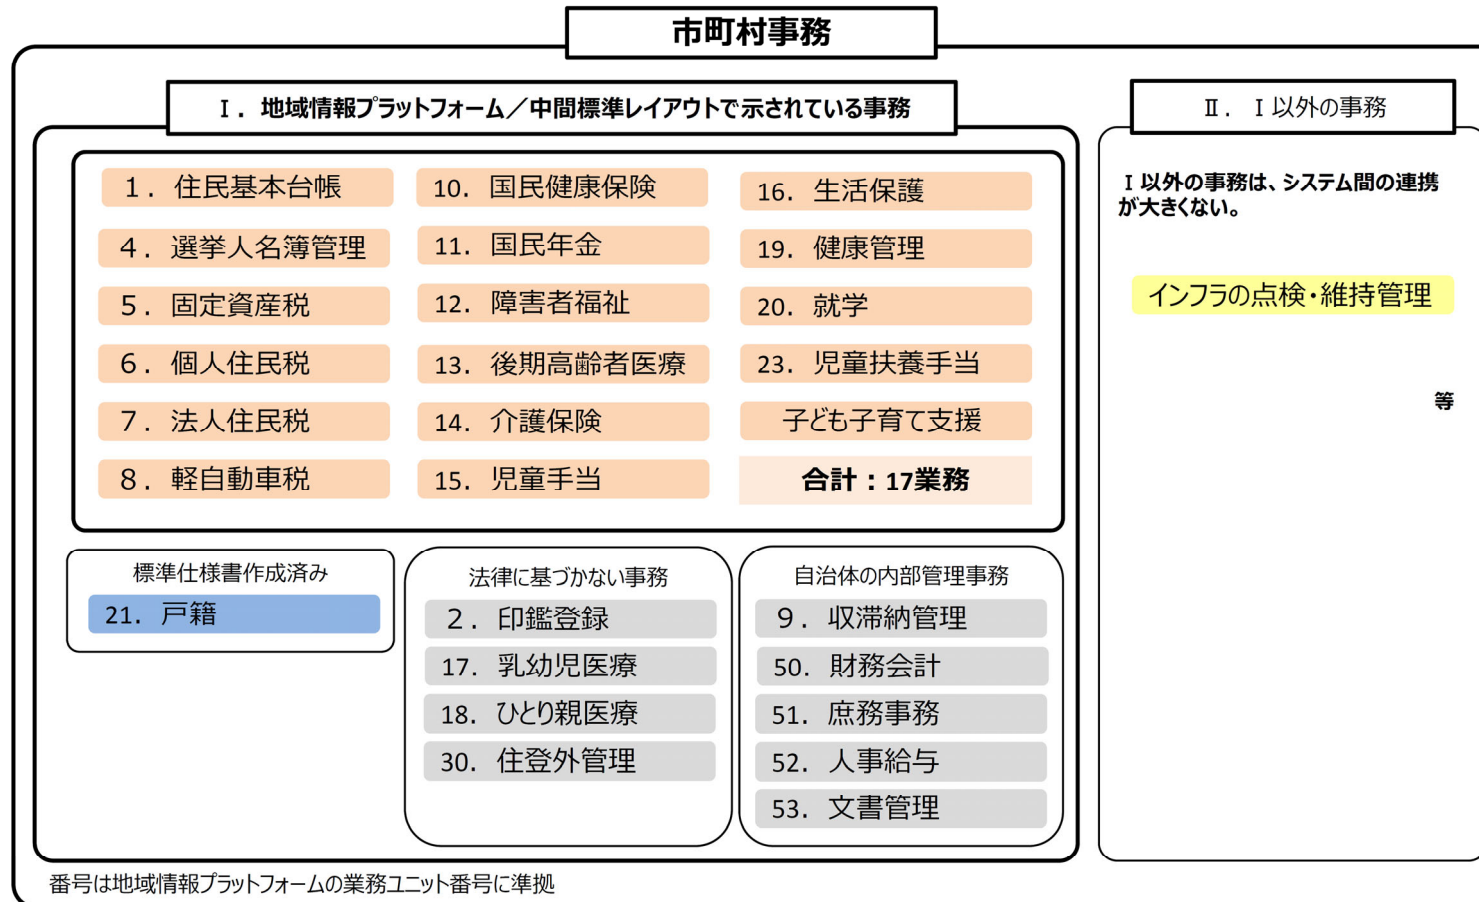 市町村事務
Ⅰ．地域情報プラットフォーム／中間標準レイアウトで示されている事務
1．住民基本台帳
4．選挙人名簿管理
5．固定資産税
6．個人住民税
7．法人住民税
8．軽自動車税
10．国民健康保険
11．国民年金
12．障害者福祉
13．後期高齢者医療
14．介護保険
15．児童手当
16．生活保護
19．健康管理
20．就学
23．児童扶養手当
子ども子育て支援
合計：17業務
標準仕様書作成済み
21．戸籍
法律に基づかない事務
2．印鑑登録
17．乳幼児医療
18．ひとり親医療
30．住登外管理
自治体の内部管理事務
9．収滞納管理
50．財務会計
51．庶務事務
52．人事給与
53．文書管理
Ⅱ．Ⅰ以外の事務
Ⅰ以外の事務は、システム間の連携
が大きくない。
インフラの点検・維持管理
等
番号は地域情報プラットフォームの業務ユニット番号に準拠